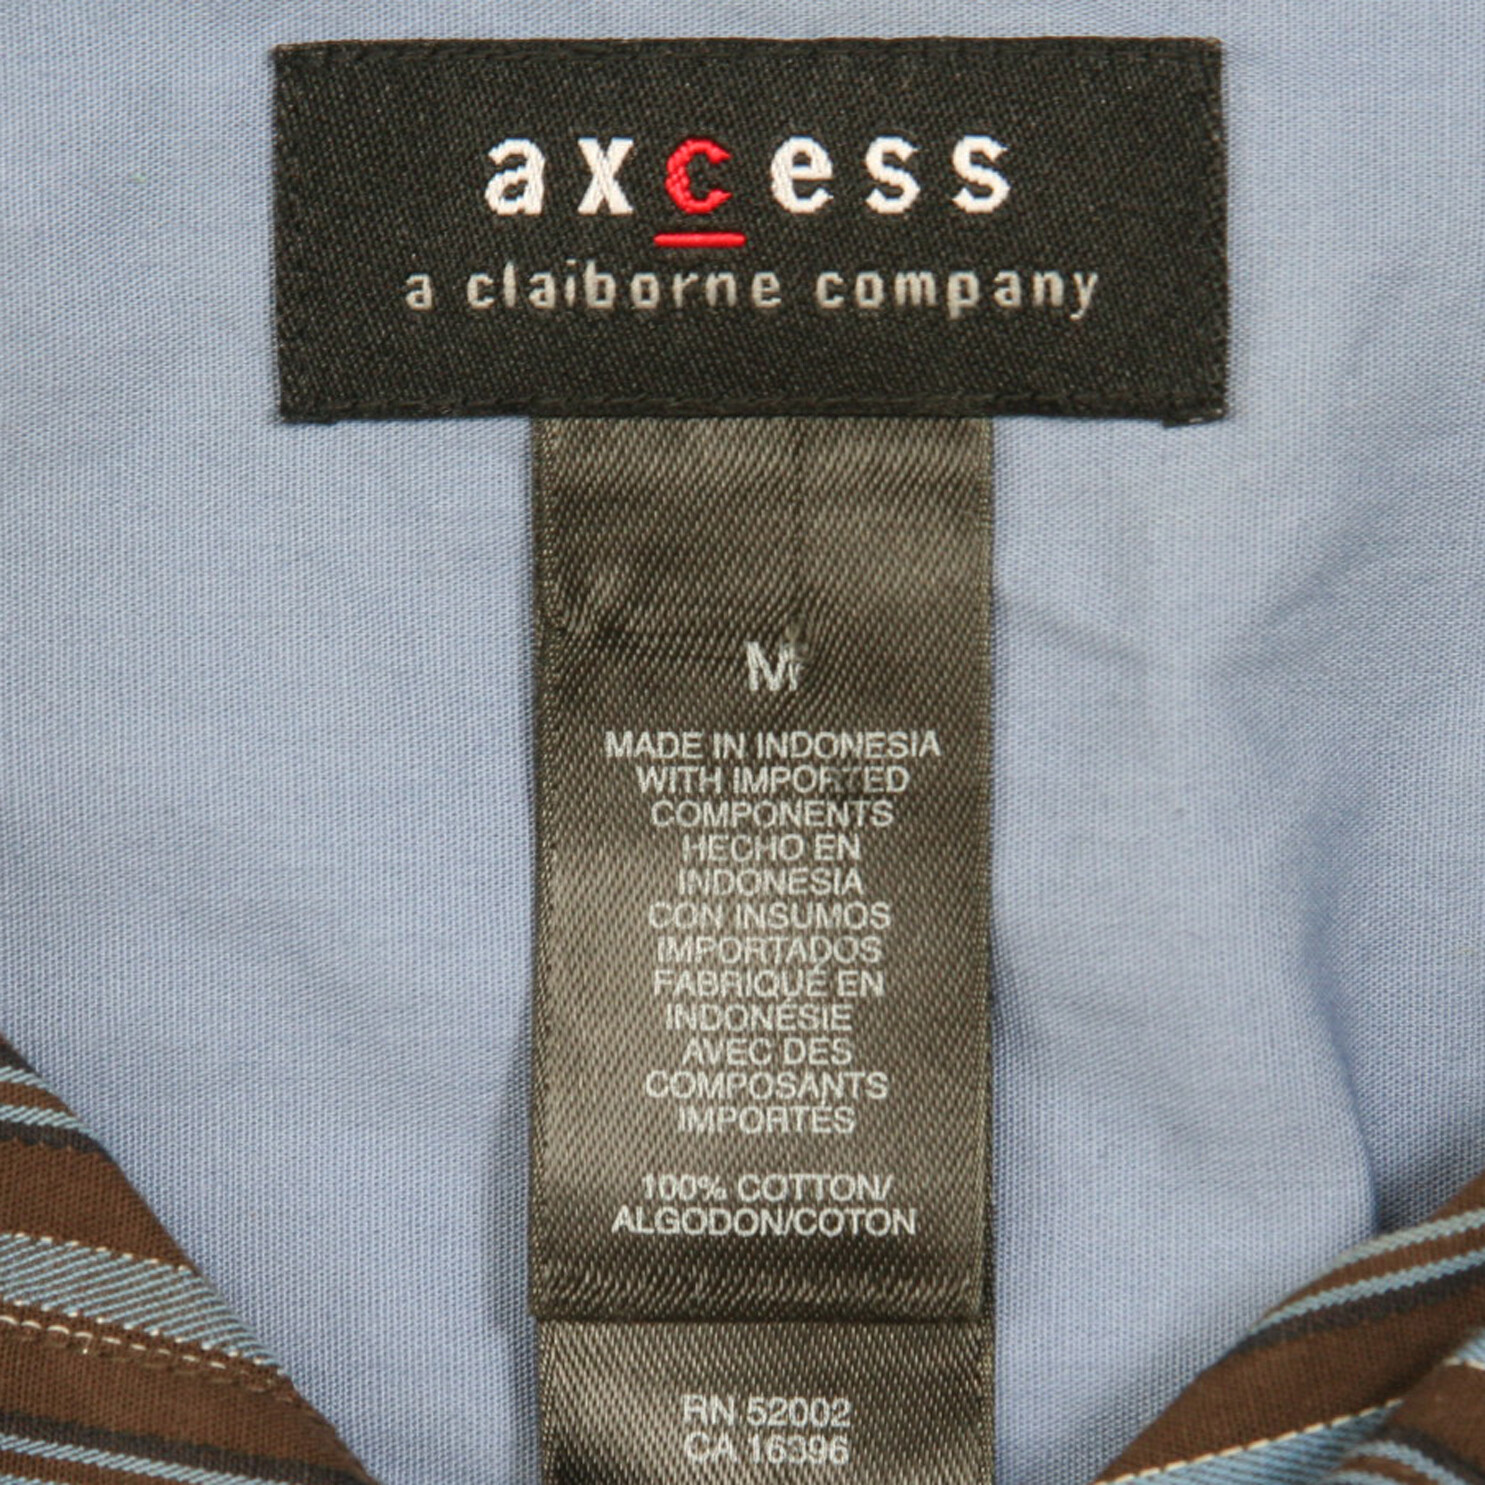 axcess
a claiborne company
M
MADE IN INDONESIA
WITH IMPORTED
COMPONENTS
HECHO EN
INDONESIA
CON INSUMOS
IMPORTADOS
FABRIQUÉ EN
INDONÉSIE
AVEC DES
COMPOSANTS
IMPORTÉS
100% COTTON/
ALGODON/COTON
RN 52002
CA 16396